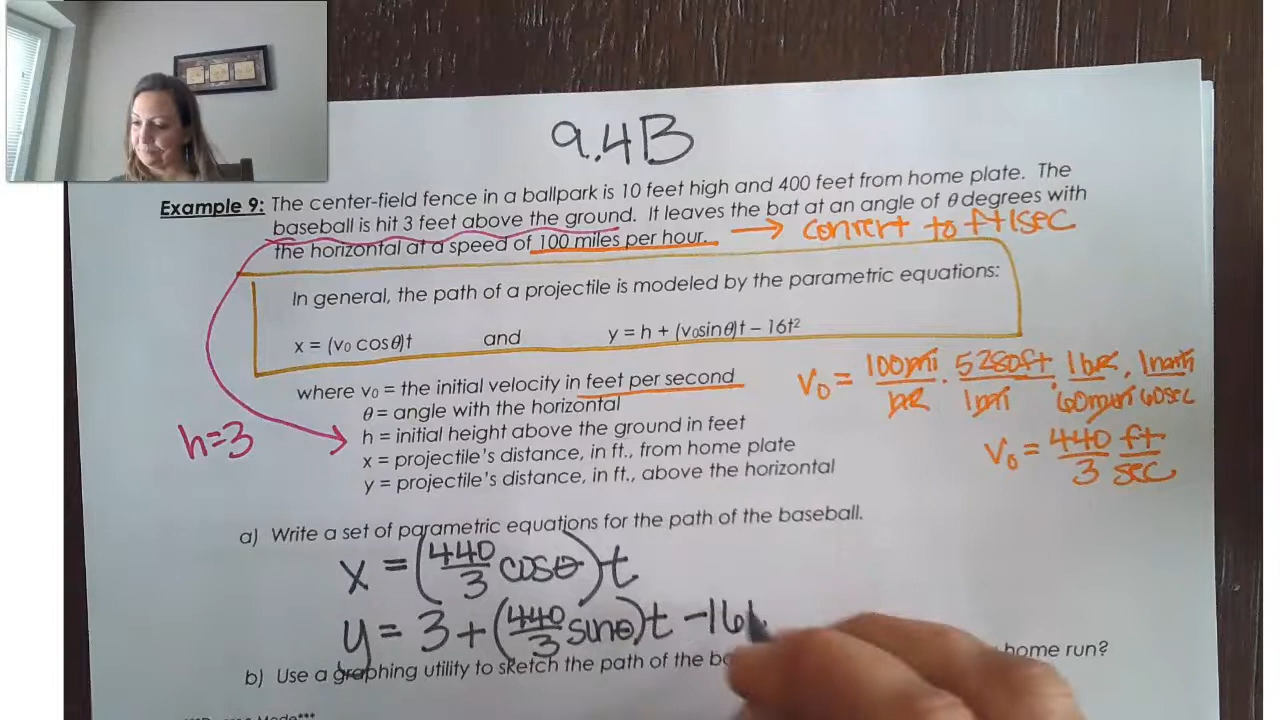 9.4B
Example 9: The center-field fence in a ballpark is 10 feet high and 400 feet from home plate. The
baseball is hit 3 feet above the ground. It leaves the bat at an angle of θ degrees with
the horizontal at a speed of 100 miles per hour. → convert to ft/sec
In general, the path of a projectile is modeled by the parametric equations:
x = (v₀ cosθ)t and y = h + (v₀sinθ)t – 16t²
where v₀ = the initial velocity in feet per second
θ = angle with the horizontal
h = initial height above the ground in feet
x = projectile's distance, in ft., from home plate
y = projectile's distance, in ft., above the horizontal
h=3
V₀ = 100mi/hr · 5280ft/1mi · 1hr/60min · 1min/60sec
V₀ = 440/3 ft/sec
a) Write a set of parametric equations for the path of the baseball.
x = (440/3 cosθ)t
y = 3 + (440/3 sinθ)t - 16
b) Use a graphing utility to sketch the path of the home run?